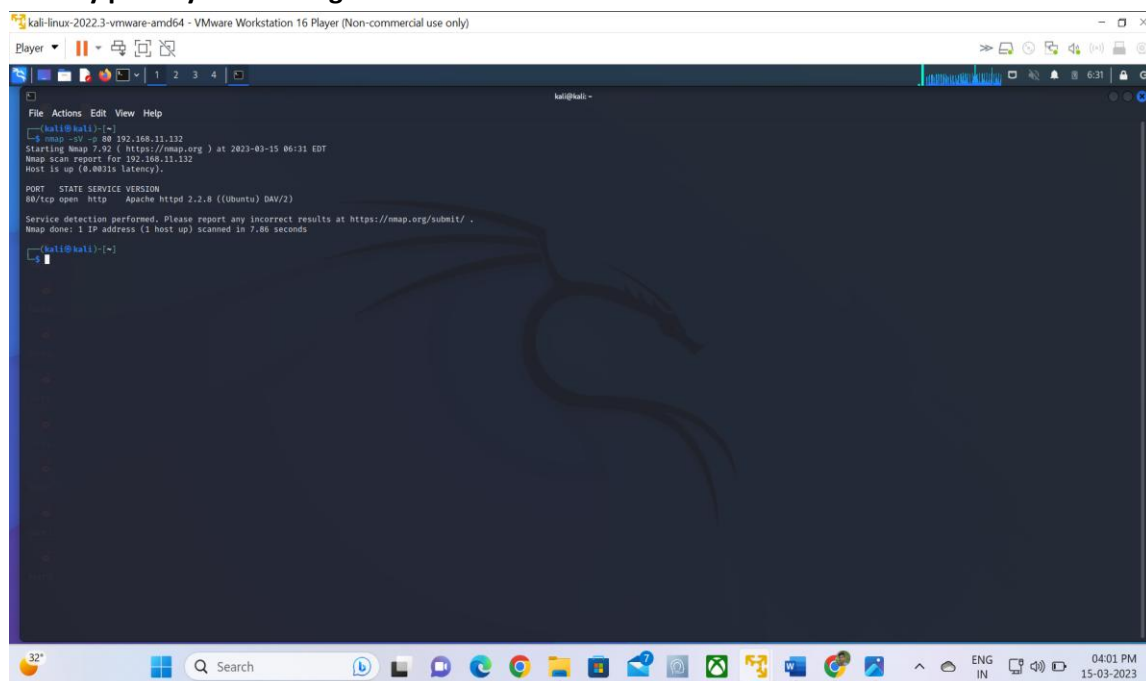 kali-linux-2022.3-vmware-amd64 - VMware Workstation 16 Player (Non-commercial use only)
Player
1 2 3 4
6:31
kali@kali: ~
File Actions Edit View Help
(kali㉿kali)-[~]
$ nmap -sV -p 80 192.168.11.132
Starting Nmap 7.92 ( https://nmap.org ) at 2023-03-15 06:31 EDT
Nmap scan report for 192.168.11.132
Host is up (0.0031s latency).
PORT STATE SERVICE VERSION
80/tcp open http Apache httpd 2.2.8 ((Ubuntu) DAV/2)
Service detection performed. Please report any incorrect results at https://nmap.org/submit/ .
Nmap done: 1 IP address (1 host up) scanned in 7.86 seconds
(kali㉿kali)-[~]
$
32°
Search
7
ENG
IN
04:01 PM
15-03-2023